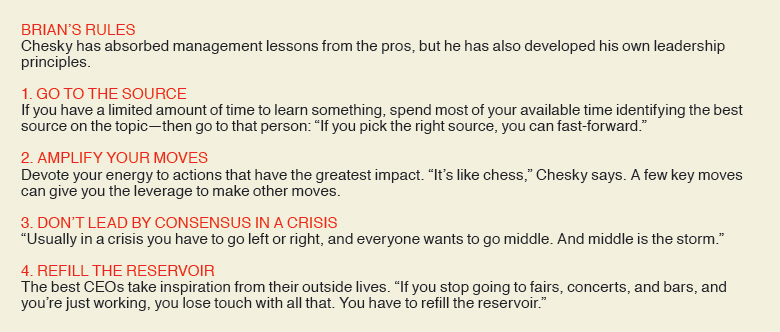 BRIAN’S RULES
Chesky has absorbed management lessons from the pros, but he has also developed his own leadership
principles.
1. GO TO THE SOURCE
If you have a limited amount of time to learn something, spend most of your available time identifying the best
source on the topic—then go to that person: “If you pick the right source, you can fast-forward.”
2. AMPLIFY YOUR MOVES
Devote your energy to actions that have the greatest impact. “It’s like chess,” Chesky says. A few key moves
can give you the leverage to make other moves.
3. DON’T LEAD BY CONSENSUS IN A CRISIS
“Usually in a crisis you have to go left or right, and everyone wants to go middle. And middle is the storm.”
4. REFILL THE RESERVOIR
The best CEOs take inspiration from their outside lives. “If you stop going to fairs, concerts, and bars, and
you’re just working, you lose touch with all that. You have to refill the reservoir.”